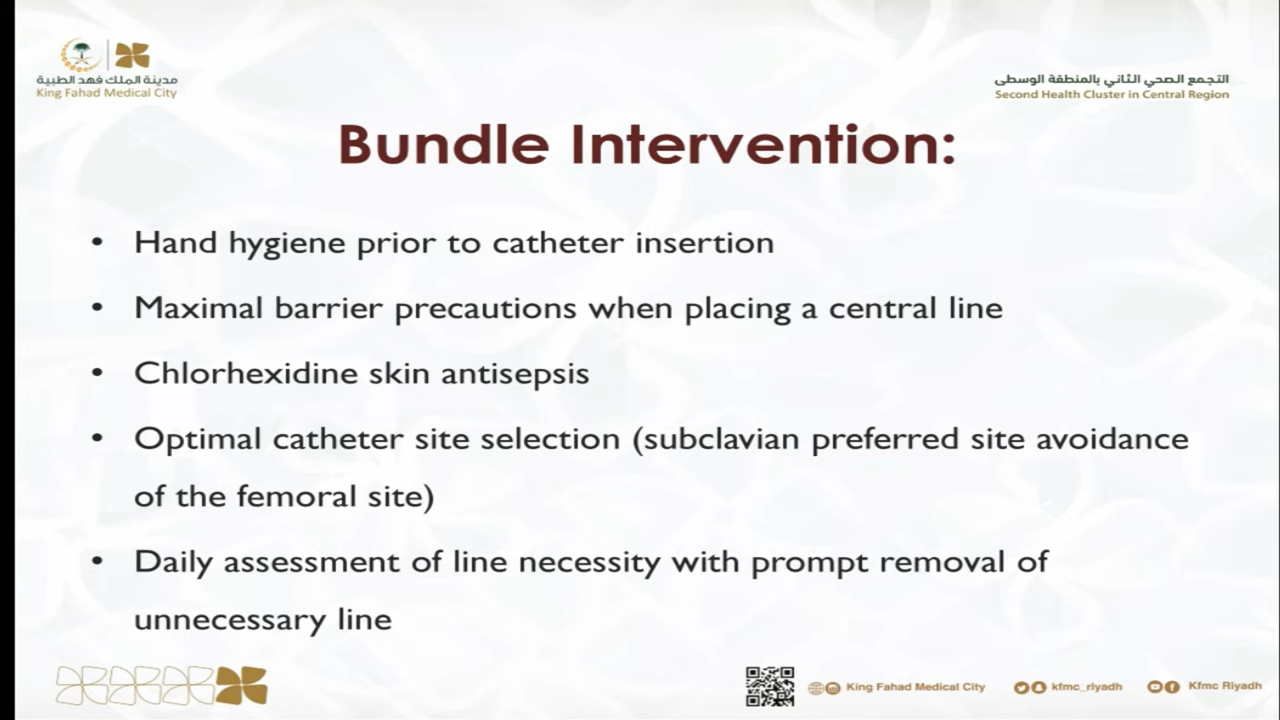 مدينة الملك فهد الطبية
King Fahad Medical City
التجمع الصحي الثاني بالمنطقة الوسطى
Second Health Cluster in Central Region
Bundle Intervention:
• Hand hygiene prior to catheter insertion
• Maximal barrier precautions when placing a central line
• Chlorhexidine skin antisepsis
• Optimal catheter site selection (subclavian preferred site avoidance
of the femoral site)
• Daily assessment of line necessity with prompt removal of
unnecessary line
King Fahad Medical City
kfmc_riyadh
Kfmc Riyadh